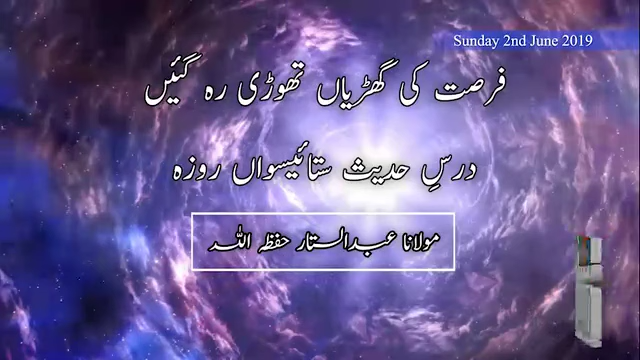 Sunday 2nd June 2019
فرصت کی گھڑیاں تھوڑی رہ گئیں
درسِ حدیث ستائیسواں روزہ
مولانا عبدالستار حفظہ اللہ